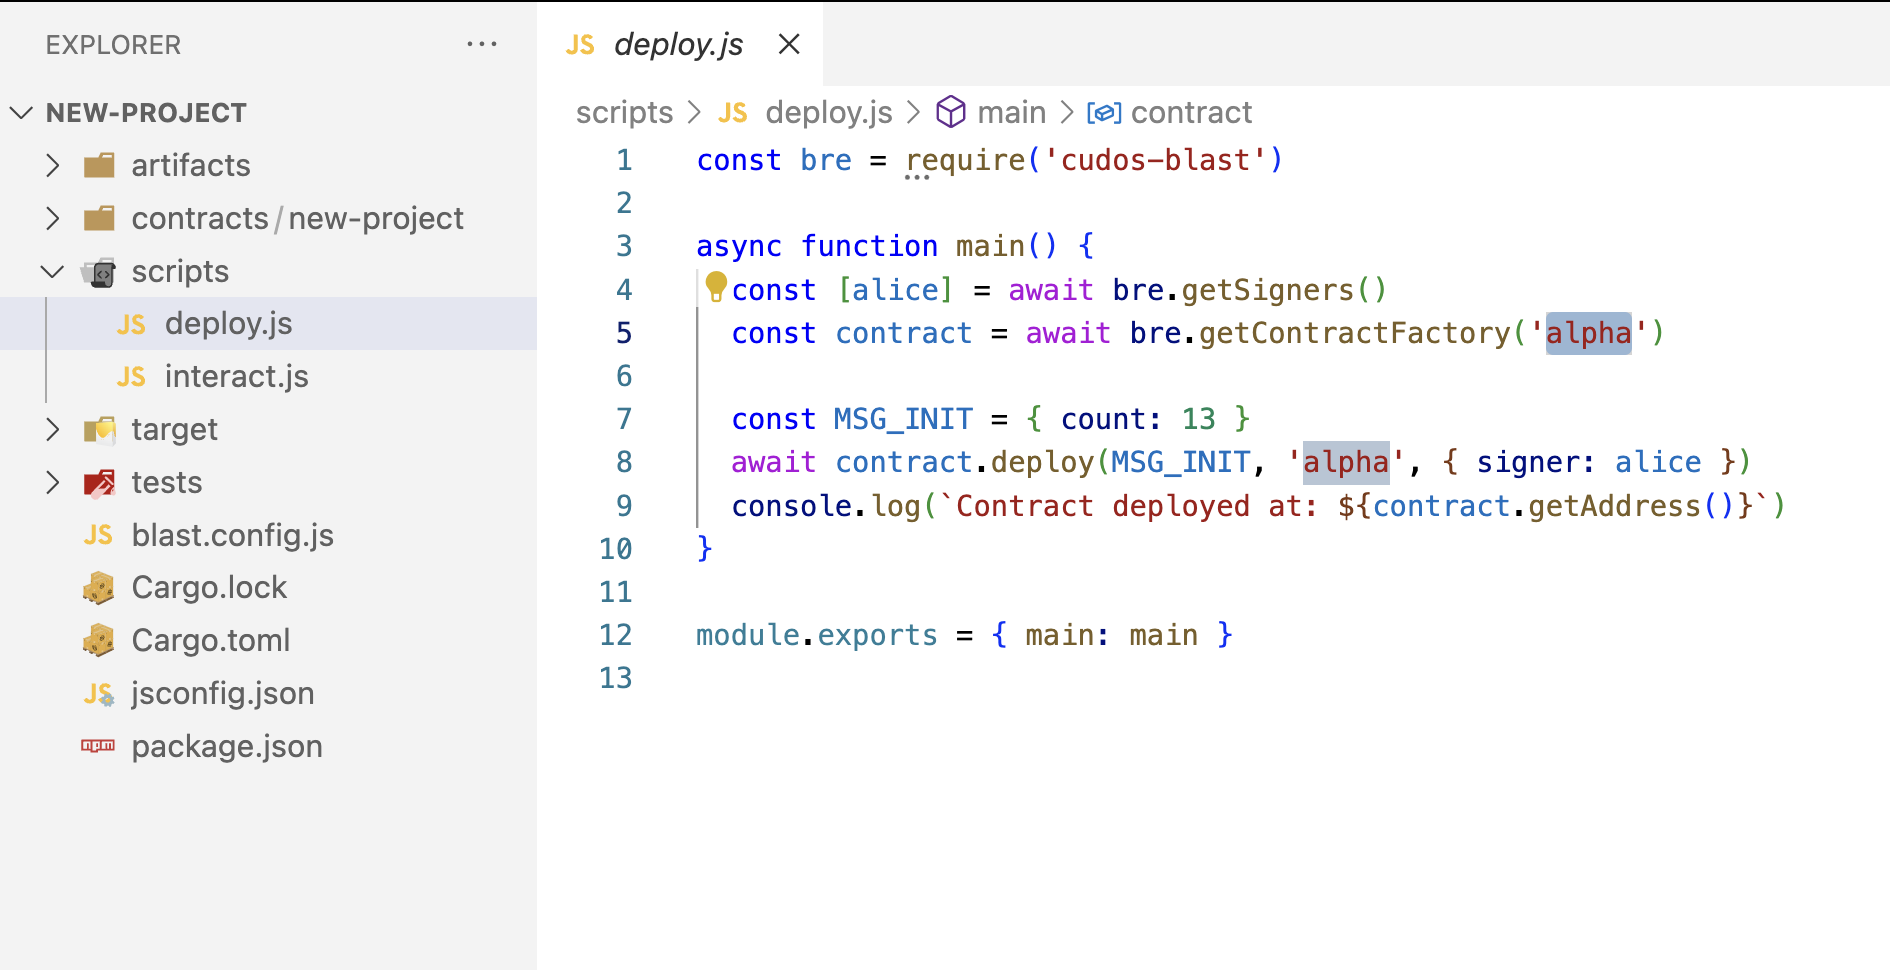 EXPLORER ···
NEW-PROJECT
artifacts
contracts/new-project
scripts
JS deploy.js
JS interact.js
target
tests
JS blast.config.js
Cargo.lock
Cargo.toml
JS jsconfig.json
npm package.json
JS deploy.js
scripts > JS deploy.js > main > contract
1 const bre = require('cudos-blast')
2
3 async function main() {
4   const [alice] = await bre.getSigners()
5   const contract = await bre.getContractFactory('alpha')
6
7   const MSG_INIT = { count: 13 }
8   await contract.deploy(MSG_INIT, 'alpha', { signer: alice })
9   console.log(`Contract deployed at: ${contract.getAddress()}`)
10 }
11
12 module.exports = { main: main }
13